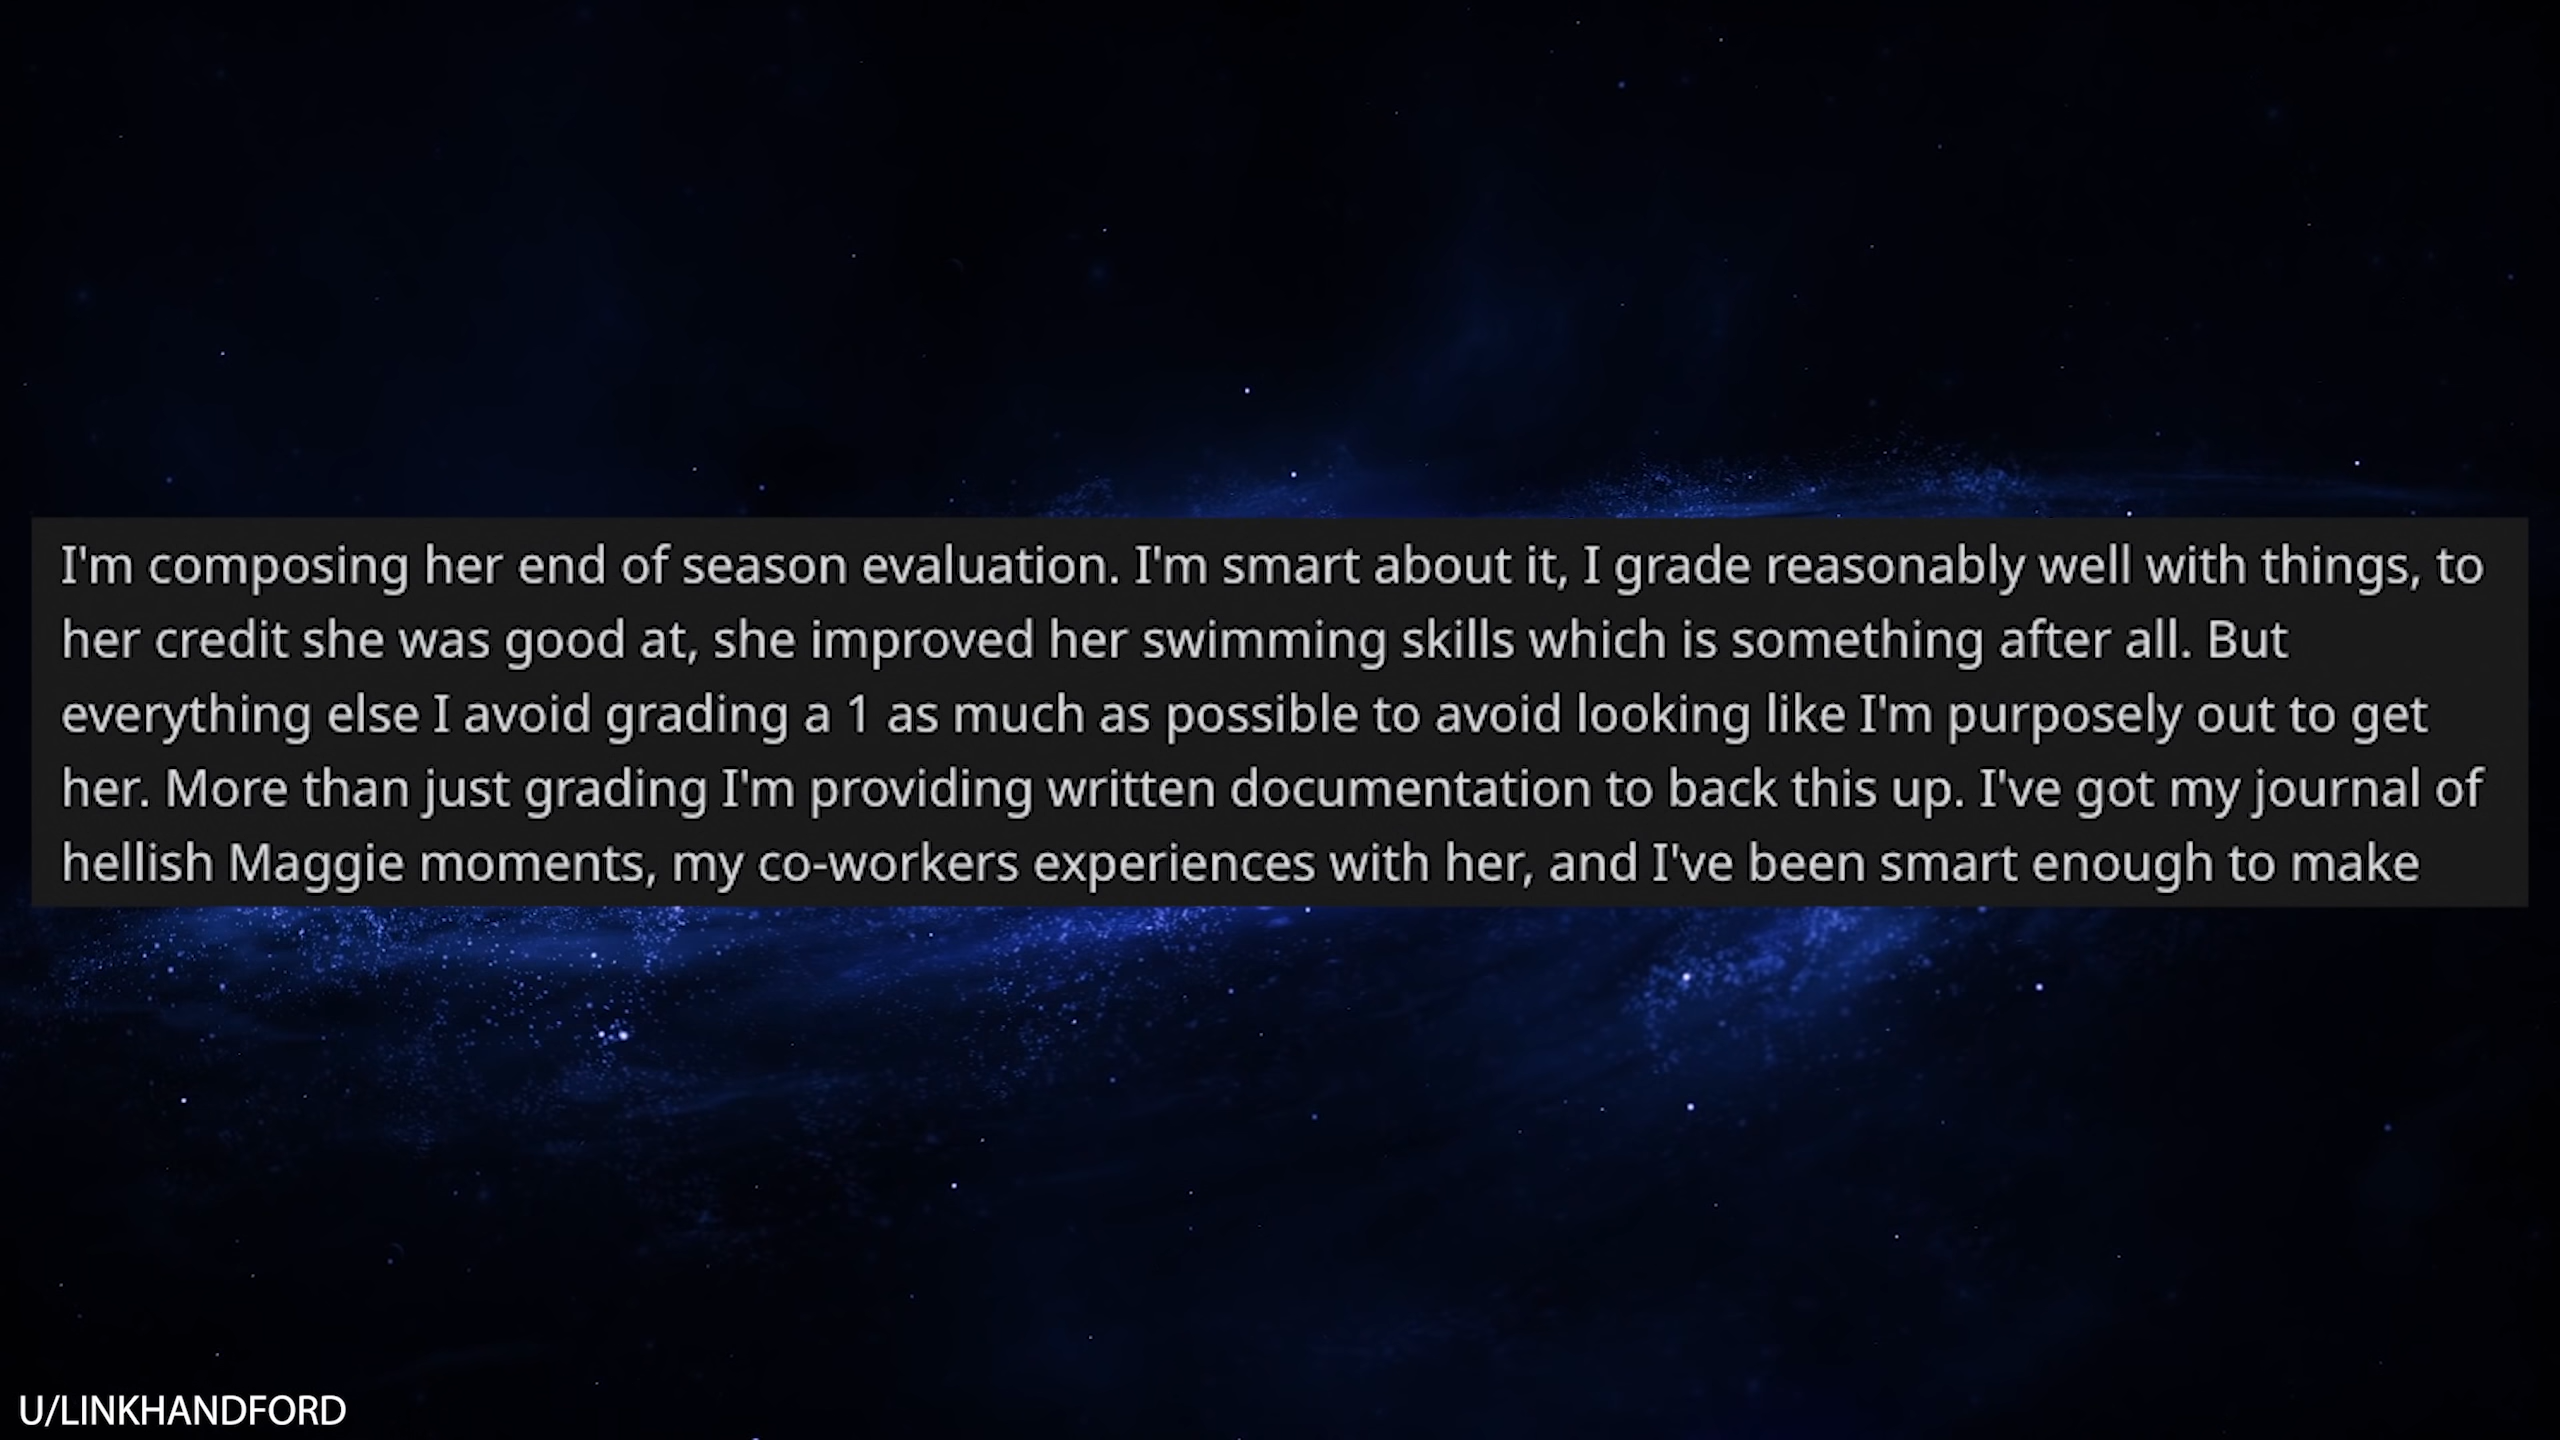 I'm composing her end of season evaluation. I'm smart about it, I grade reasonably well with things, to
her credit she was good at, she improved her swimming skills which is something after all. But
everything else I avoid grading a 1 as much as possible to avoid looking like I'm purposely out to get
her. More than just grading I'm providing written documentation to back this up. I've got my journal of
hellish Maggie moments, my co-workers experiences with her, and I've been smart enough to make
U/LINKHANDFORD